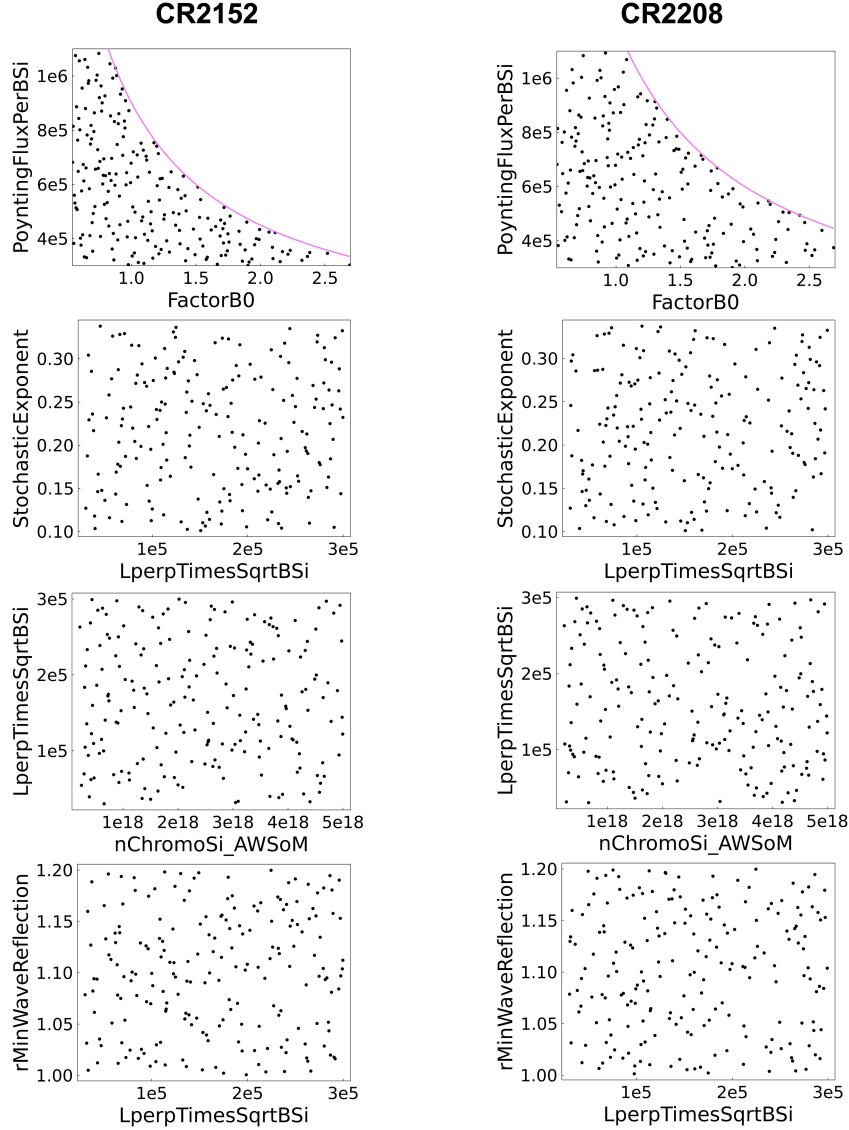 CR2152 CR2208
PoyntingFluxPerBSi
1e6
8e5
6e5
4e5
1.0 1.5 2.0 2.5
FactorB0
PoyntingFluxPerBSi
1e6
8e5
6e5
4e5
1.0 1.5 2.0 2.5
FactorB0
StochasticExponent
0.30
0.25
0.20
0.15
0.10
1e5 2e5 3e5
LperpTimesSqrtBSi
StochasticExponent
0.30
0.25
0.20
0.15
0.10
1e5 2e5 3e5
LperpTimesSqrtBSi
LperpTimesSqrtBSi
3e5
2e5
1e5
1e18 2e18 3e18 4e18 5e18
nChromoSi_AWSoM
LperpTimesSqrtBSi
3e5
2e5
1e5
1e18 2e18 3e18 4e18 5e18
nChromoSi_AWSoM
rMinWaveReflection
1.20
1.15
1.10
1.05
1.00
1e5 2e5 3e5
LperpTimesSqrtBSi
rMinWaveReflection
1.20
1.15
1.10
1.05
1.00
1e5 2e5 3e5
LperpTimesSqrtBSi